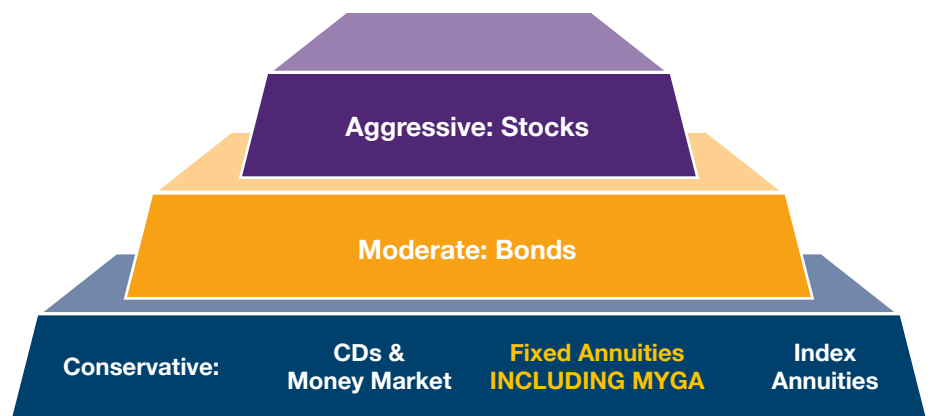 Aggressive: Stocks
Moderate: Bonds
Conservative:
CDs &
Money Market
Fixed Annuities
INCLUDING MYGA
Index
Annuities